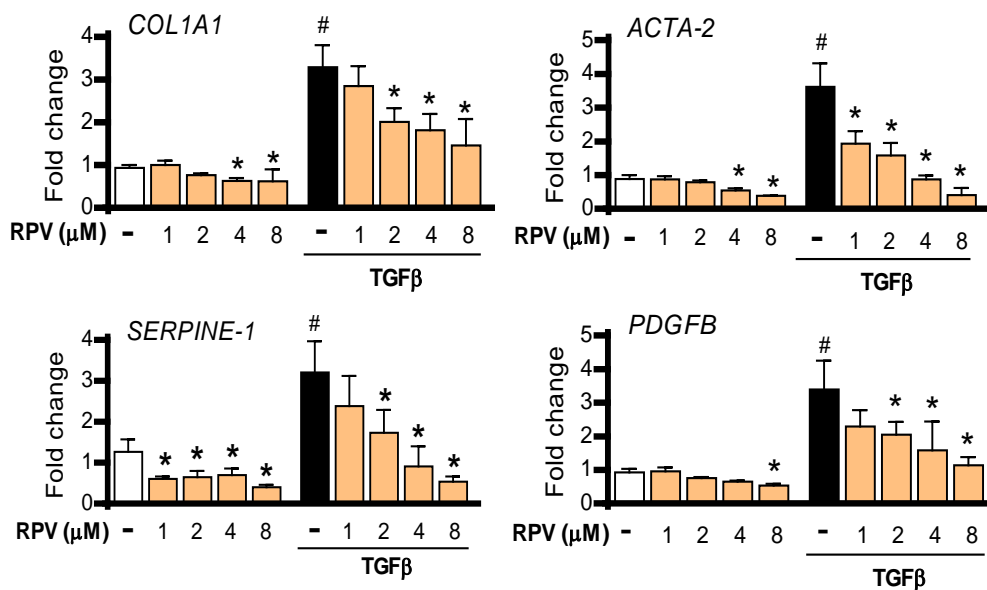 COL1A1
#
4
3
2
1
0
Fold change
* * * * *
RPV (μM) - 1 2 4 8 - 1 2 4 8
TGFβ
ACTA-2
#
5
4
3
2
1
0
Fold change
* * * * * *
RPV (μM) - 1 2 4 8 - 1 2 4 8
TGFβ
SERPINE-1
#
4
3
2
1
0
Fold change
* * * * * * *
RPV (μM) - 1 2 4 8 - 1 2 4 8
TGFβ
PDGFB
#
5
4
3
2
1
0
Fold change
* * * *
RPV (μM) - 1 2 4 8 - 1 2 4 8
TGFβ